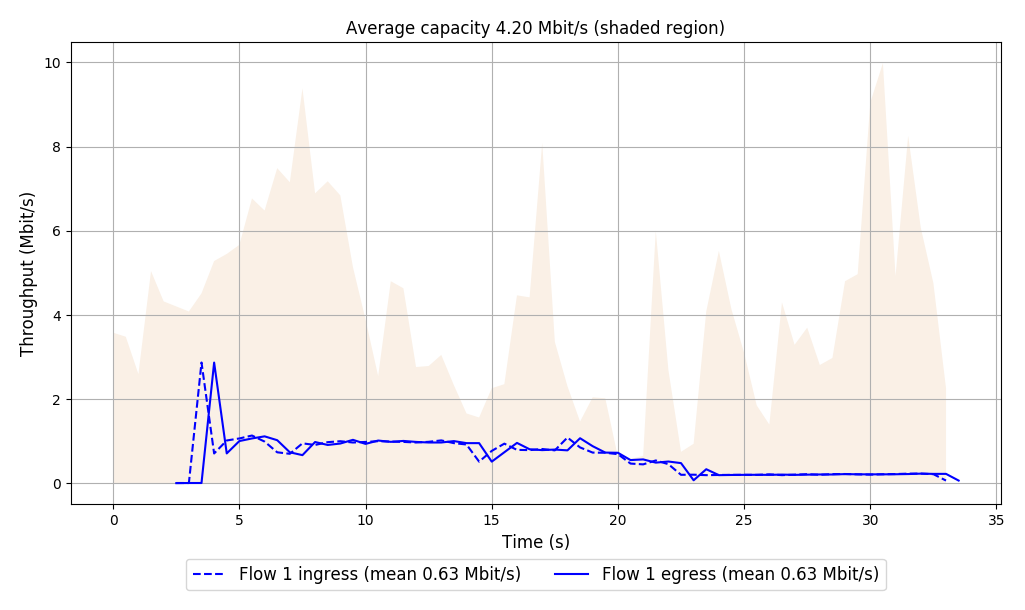 Average capacity 4.20 Mbit/s (shaded region)
10
8
6
4
2
0
Throughput (Mbit/s)
0 5 10 15 20 25 30 35
Time (s)
Flow 1 ingress (mean 0.63 Mbit/s) Flow 1 egress (mean 0.63 Mbit/s)